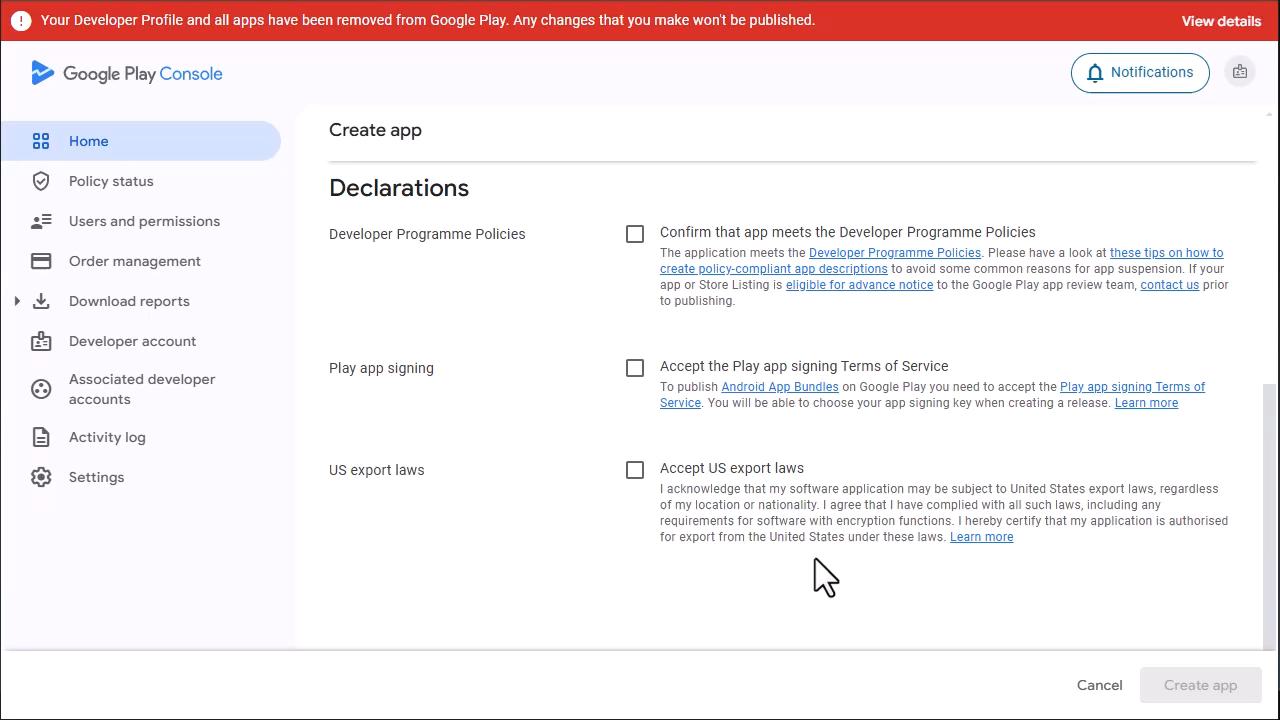 Your Developer Profile and all apps have been removed from Google Play. Any changes that you make won't be published.
View details
Google Play Console
Notifications
Home
Policy status
Users and permissions
Order management
Download reports
Developer account
Associated developer
accounts
Activity log
Settings
Create app
Declarations
Developer Programme Policies
Confirm that app meets the Developer Programme Policies
The application meets the Developer Programme Policies. Please have a look at these tips on how to
create policy-compliant app descriptions to avoid some common reasons for app suspension. If your
app or Store Listing is eligible for advance notice to the Google Play app review team, contact us prior
to publishing.
Play app signing
Accept the Play app signing Terms of Service
To publish Android App Bundles on Google Play you need to accept the Play app signing Terms of
Service. You will be able to choose your app signing key when creating a release. Learn more
US export laws
Accept US export laws
I acknowledge that my software application may be subject to United States export laws, regardless
of my location or nationality. I agree that I have complied with all such laws, including any
requirements for software with encryption functions. I hereby certify that my application is authorised
for export from the United States under these laws. Learn more
Cancel
Create app